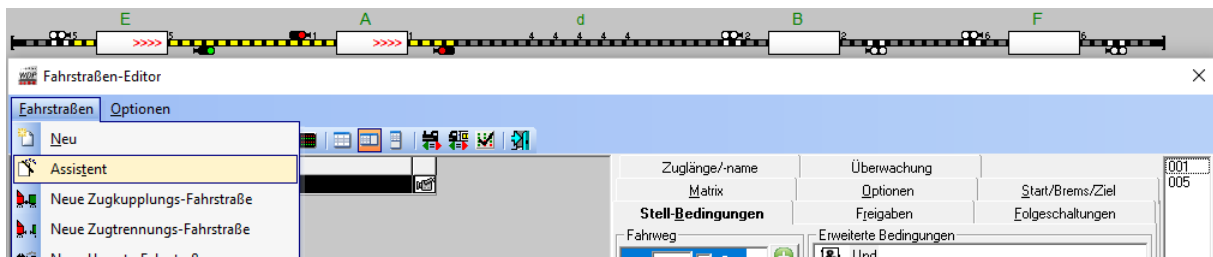 E A d B F
5 >>>> 5 1 >>>> 1 4 4 4 4 4 2 2 6 6
WDP Fahrstraßen-Editor
Fahrstraßen Optionen
Neu
Assistent
Zuglänge/-name Überwachung
001
Neue Zugkupplungs-Fahrstraße
Matrix Optionen Start/Brems/Ziel
005
Neue Zugtrennungs-Fahrstraße
Stell-Bedingungen Freigaben Folgeschaltungen
Fahrweg Erweiterte Bedingungen
& Und